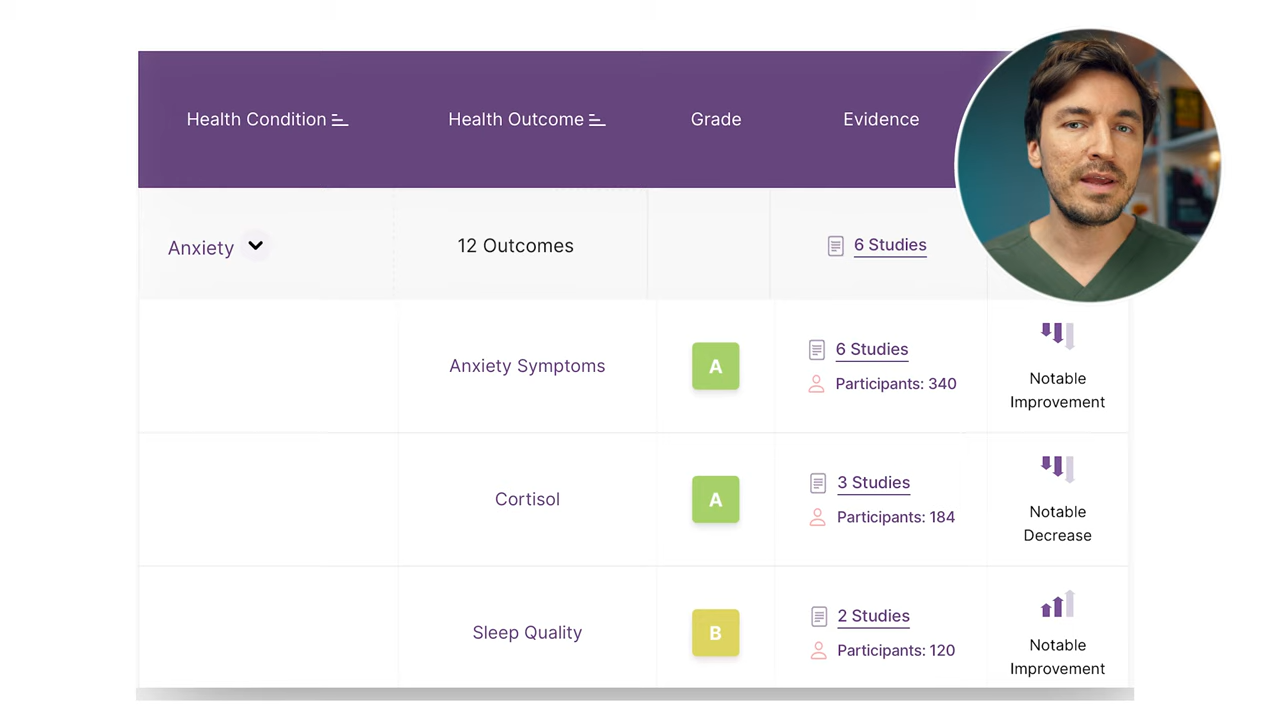 Health Condition
Health Outcome
Grade
Evidence
Anxiety
12 Outcomes
6 Studies
Anxiety Symptoms
A
6 Studies
Participants: 340
Notable
Improvement
Cortisol
A
3 Studies
Participants: 184
Notable
Decrease
Sleep Quality
B
2 Studies
Participants: 120
Notable
Improvement